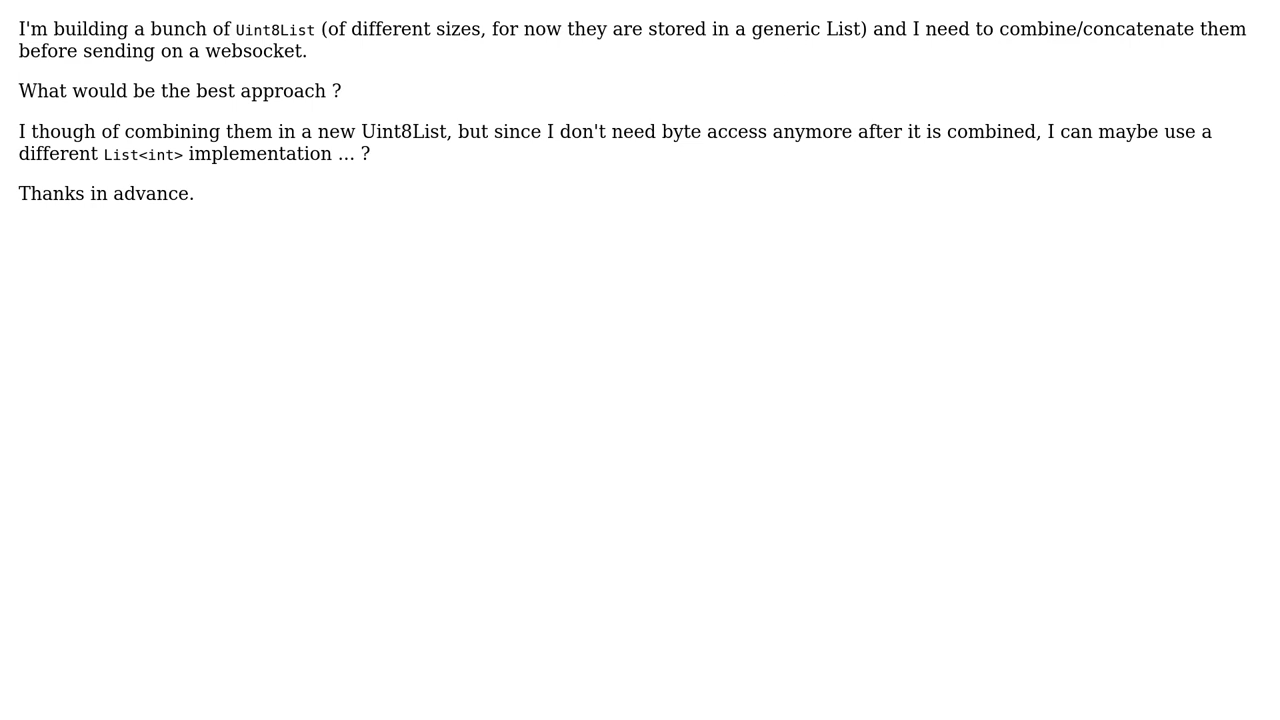 I'm building a bunch of Uint8List (of different sizes, for now they are stored in a generic List) and I need to combine/concatenate them
before sending on a websocket.
What would be the best approach ?
I though of combining them in a new Uint8List, but since I don't need byte access anymore after it is combined, I can maybe use a
different List<int> implementation ... ?
Thanks in advance.